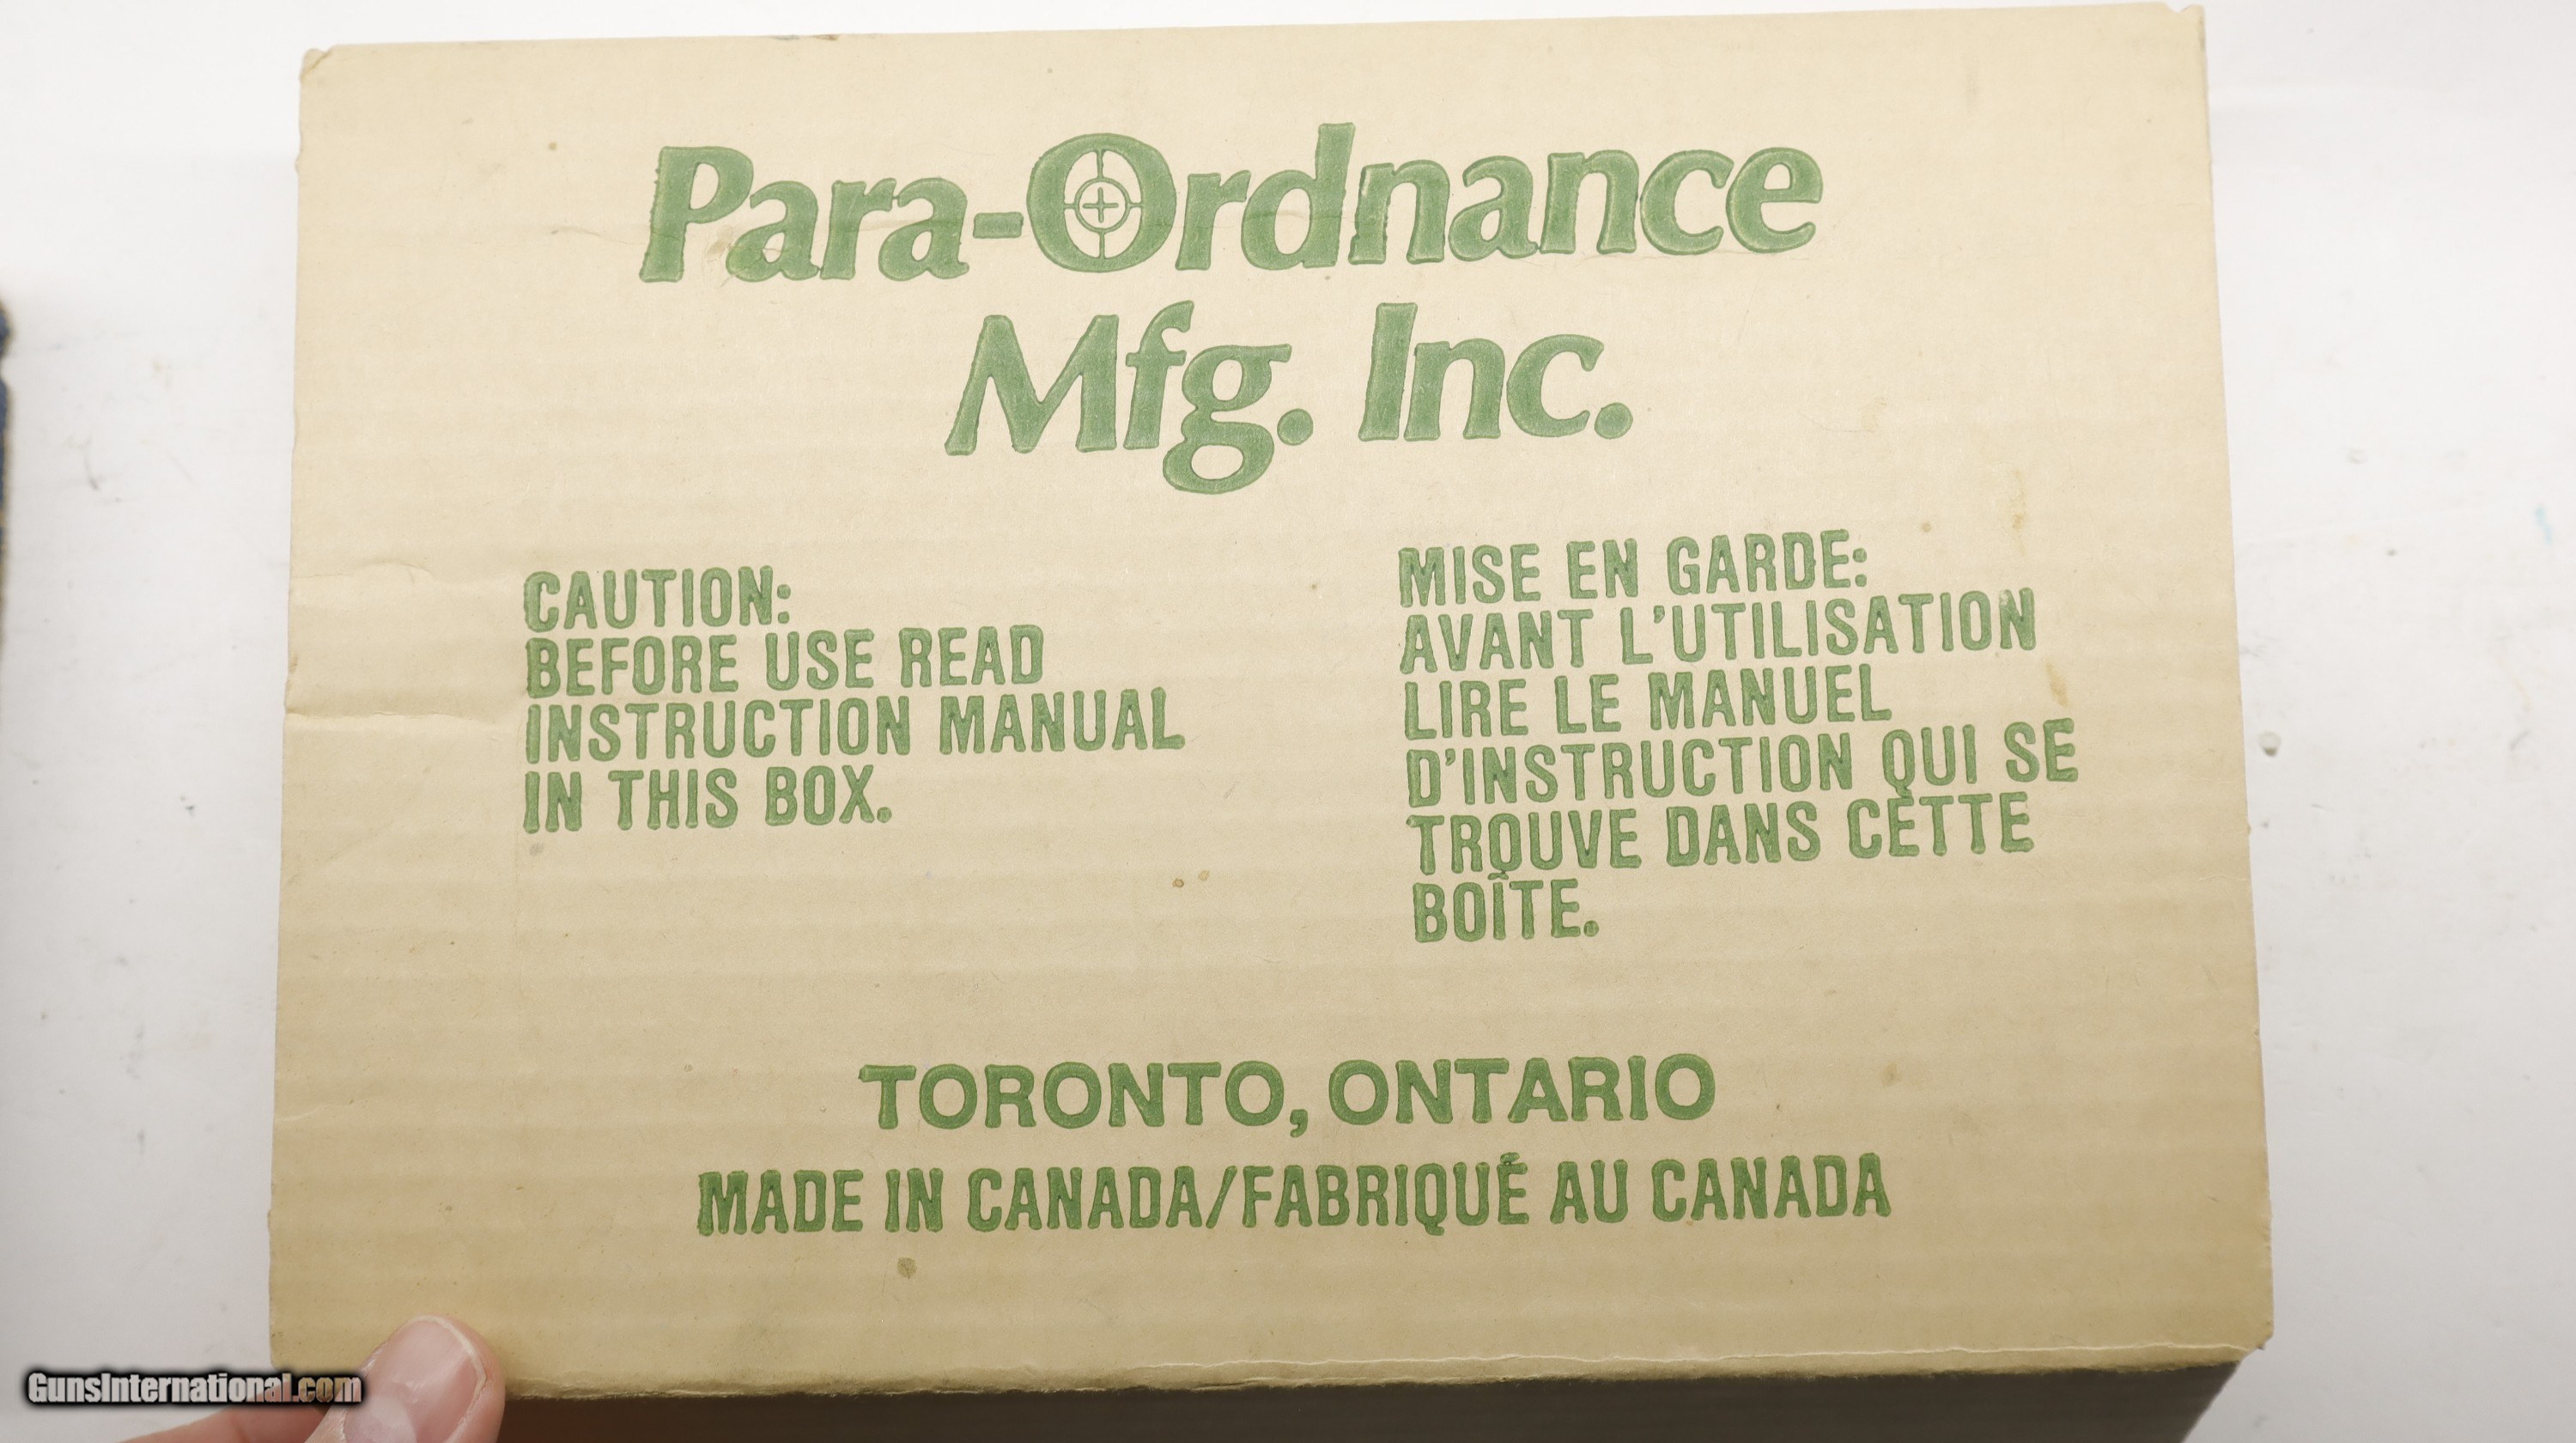 Para-Ordnance
Mfg. Inc.
CAUTION:
BEFORE USE READ
INSTRUCTION MANUAL
IN THIS BOX.
MISE EN GARDE:
AVANT L'UTILISATION
LIRE LE MANUEL
D'INSTRUCTION QUI SE
TROUVE DANS CETTE
BOÎTE.
TORONTO, ONTARIO
MADE IN CANADA/FABRIQUÉ AU CANADA
GunsInternational.com